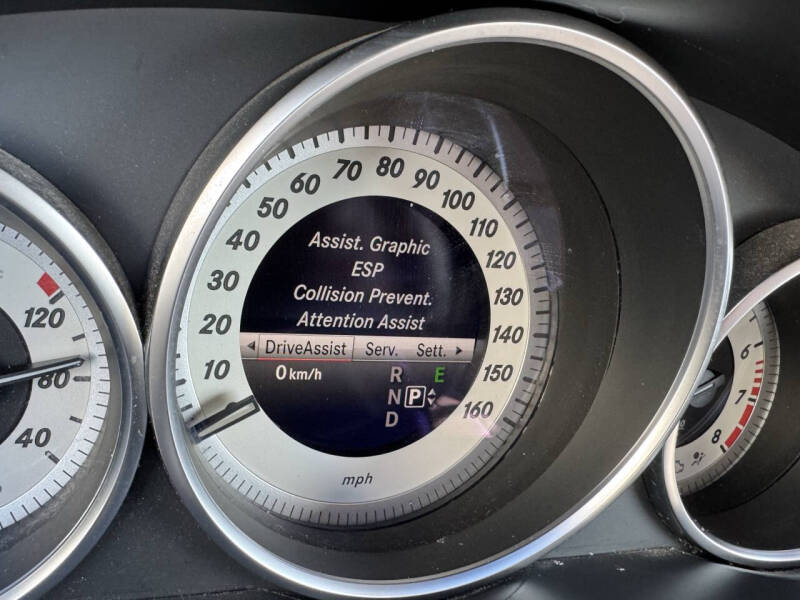 120
80
40
10
20
30
40
50
60
70
80
90
100
110
120
130
140
150
160
Assist. Graphic
ESP
Collision Prevent.
Attention Assist
DriveAssist Serv. Sett.
0 km/h
R E
N P
D
mph
6
7
8